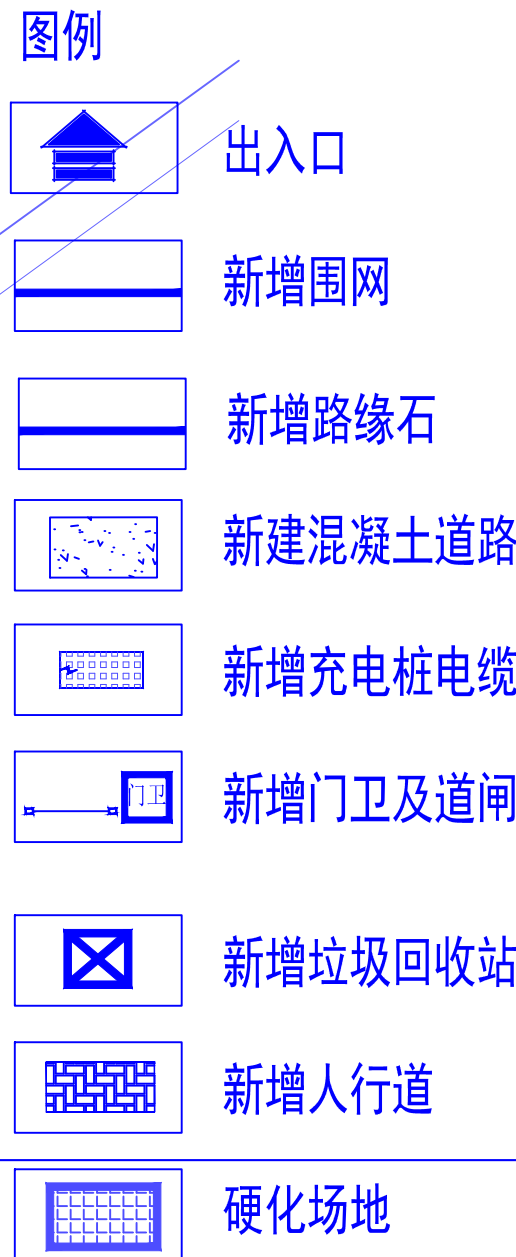 图例
出入口
新增围网
新增路缘石
新建混凝土道路
新增充电桩电缆
门卫
新增门卫及道闸
新增垃圾回收站
新增人行道
硬化场地